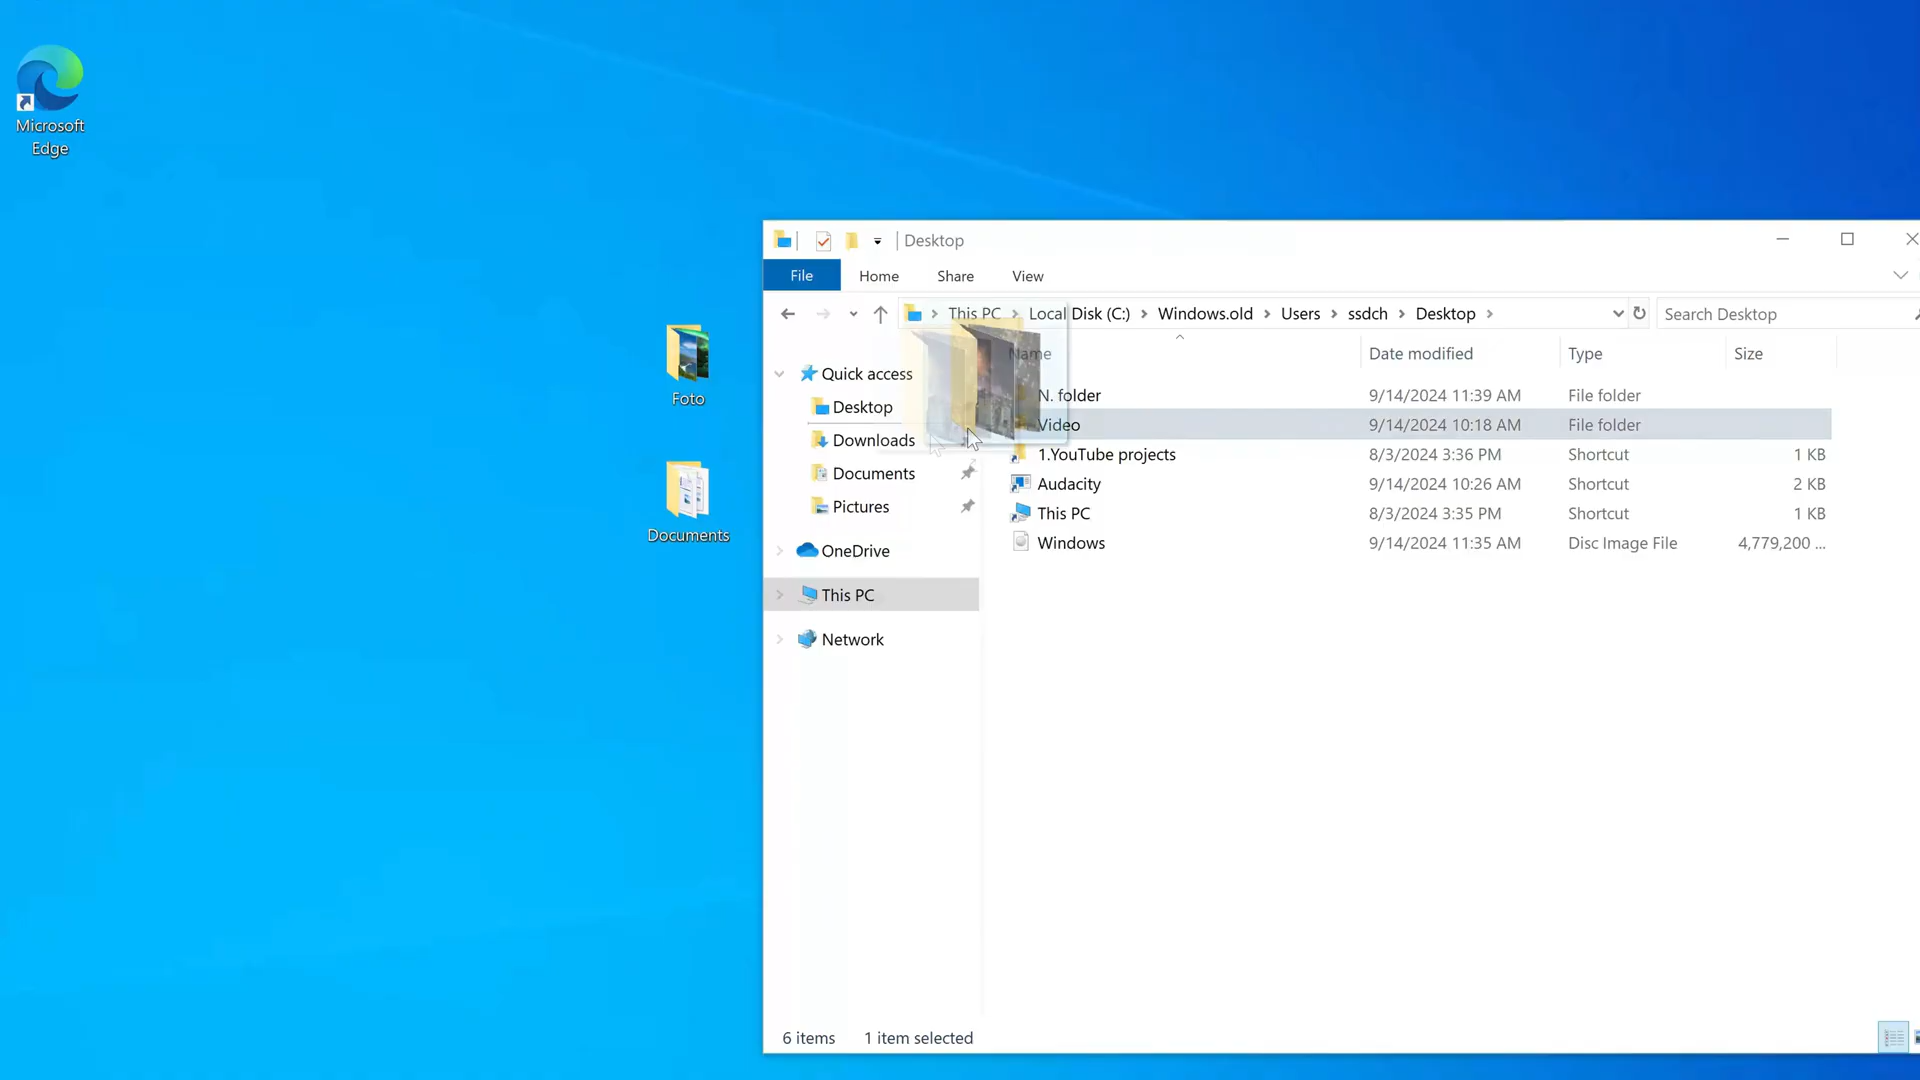 Microsoft
Edge
Foto
Documents
Desktop
File Home Share View
This PC Local Disk (C:) Windows.old Users ssdch Desktop
Search Desktop
Name Date modified Type Size
Quick access
Desktop
Downloads
Documents
Pictures
OneDrive
This PC
Network
N. folder 9/14/2024 11:39 AM File folder
Video 9/14/2024 10:18 AM File folder
1.YouTube projects 8/3/2024 3:36 PM Shortcut 1 KB
Audacity 9/14/2024 10:26 AM Shortcut 2 KB
This PC 8/3/2024 3:35 PM Shortcut 1 KB
Windows 9/14/2024 11:35 AM Disc Image File 4,779,200 ...
6 items 1 item selected